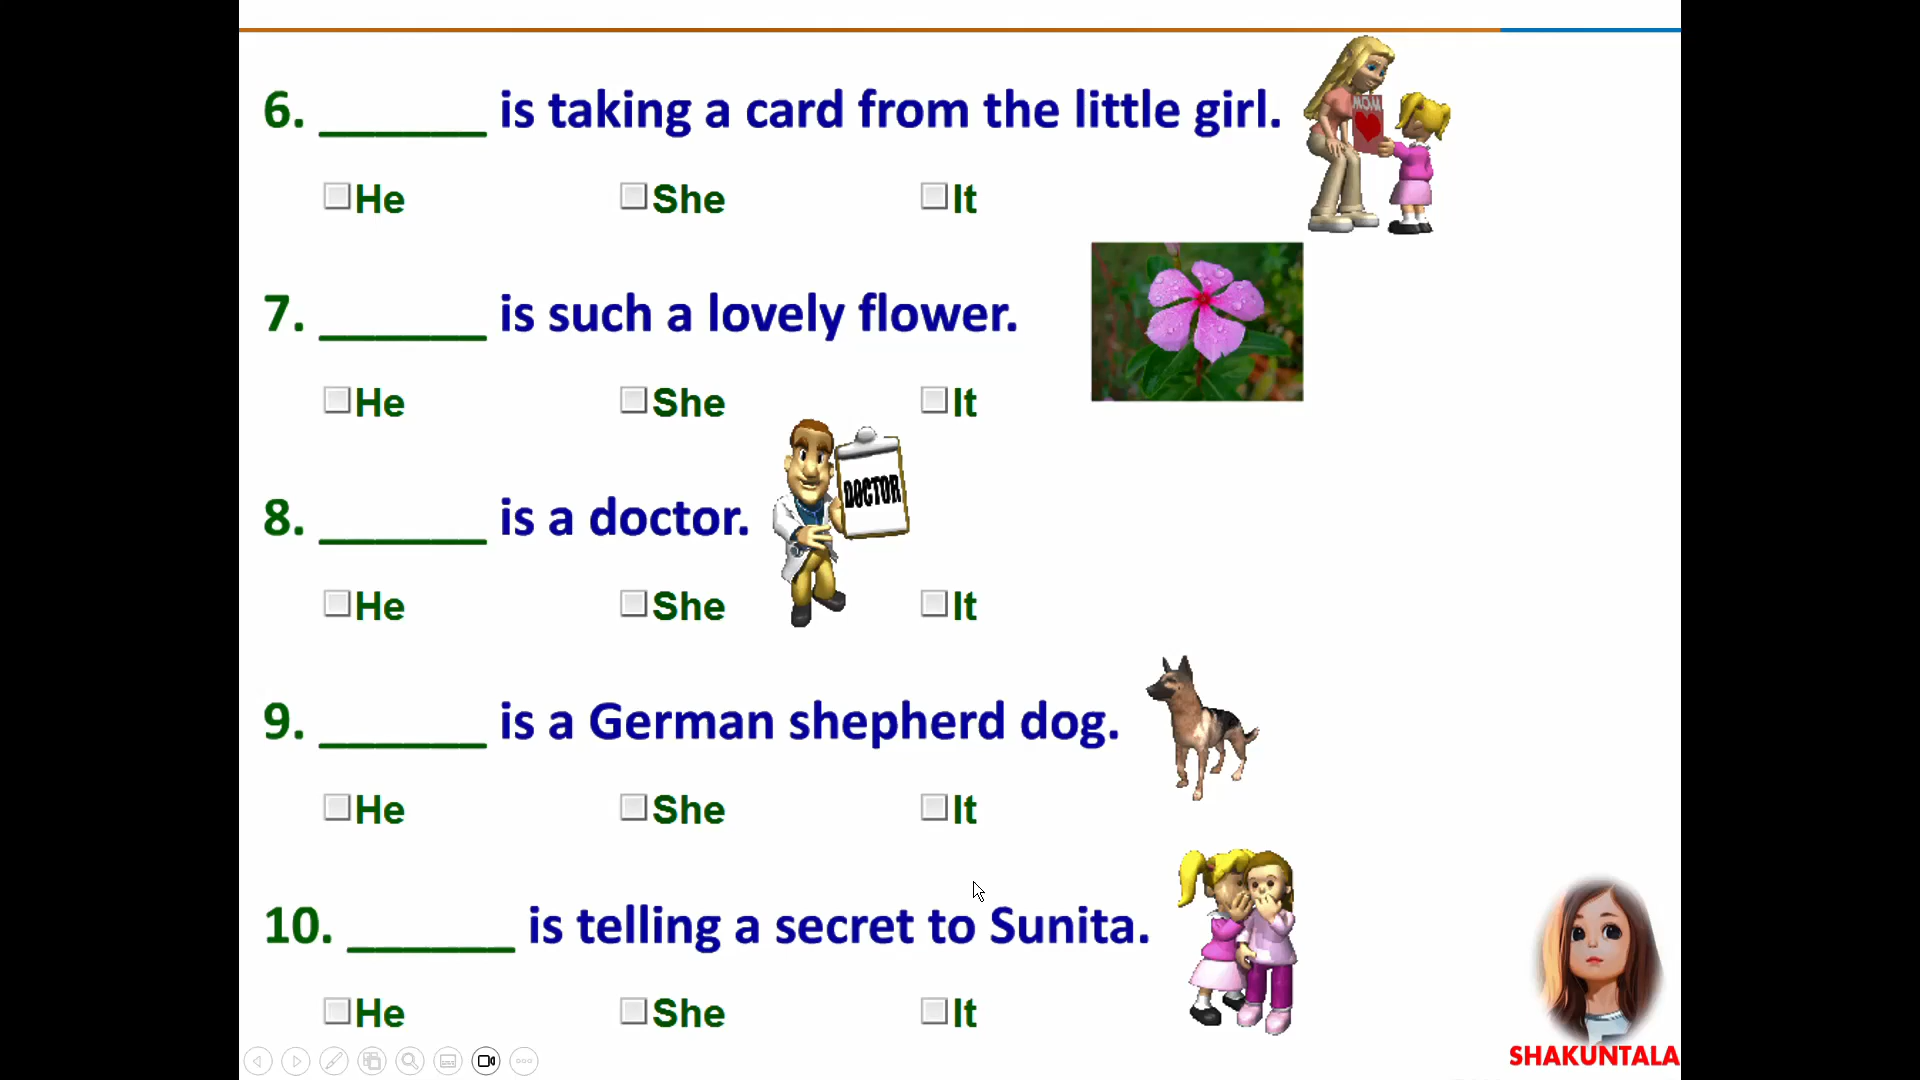 6. ______ is taking a card from the little girl.
MOM
He She It
7. ______ is such a lovely flower.
He She It
8. ______ is a doctor.
DOCTOR
He She It
9. ______ is a German shepherd dog.
He She It
10. ______ is telling a secret to Sunita.
He She It
SHAKUNTALA